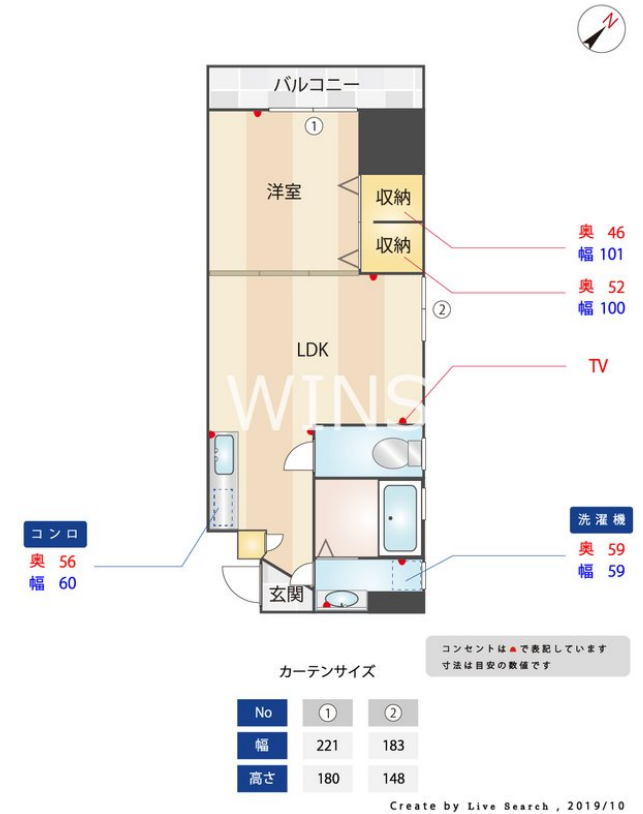 N
バルコニー
①
洋室
収納
収納
奥 46
幅 101
奥 52
幅 100
②
LDK
TV
WINS
コンロ
奥 56
幅 60
洗濯機
奥 59
幅 59
玄関
コンセントは
で表記しています
寸法は目安の数値です
カーテンサイズ
No ① ②
幅 221 183
高さ 180 148
Create by Live Search , 2019/10